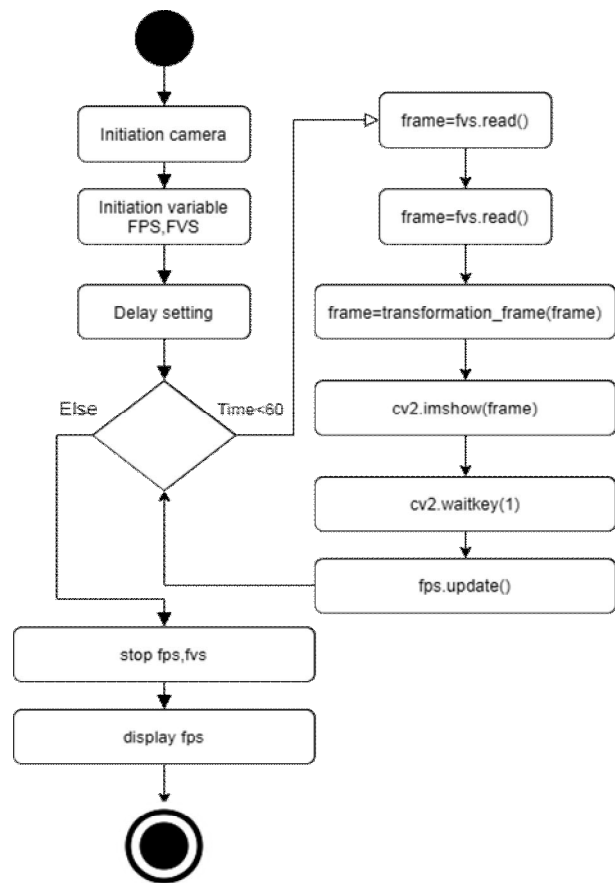 Initiation camera
Initiation variable
FPS,FVS
Delay setting
Else
Time<60
frame=fvs.read()
frame=fvs.read()
frame=transformation_frame(frame)
cv2.imshow(frame)
cv2.waitkey(1)
fps.update()
stop fps,fvs
display fps